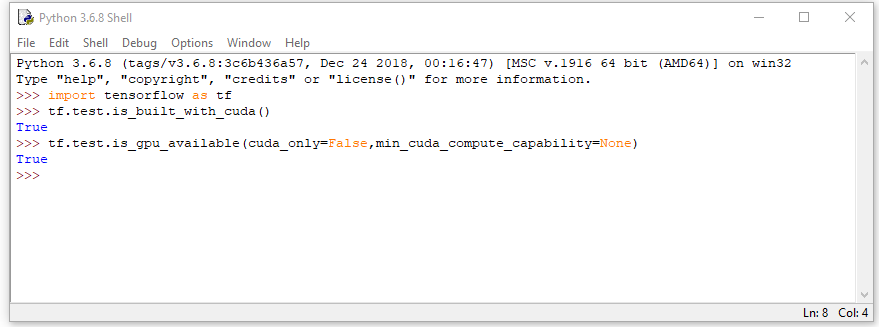 Python 3.6.8 Shell
File Edit Shell Debug Options Window Help
Python 3.6.8 (tags/v3.6.8:3c6b436a57, Dec 24 2018, 00:16:47) [MSC v.1916 64 bit (AMD64)] on win32
Type "help", "copyright", "credits" or "license()" for more information.
>>> import tensorflow as tf
>>> tf.test.is_built_with_cuda()
True
>>> tf.test.is_gpu_available(cuda_only=False,min_cuda_compute_capability=None)
True
>>>
Ln: 8 Col: 4